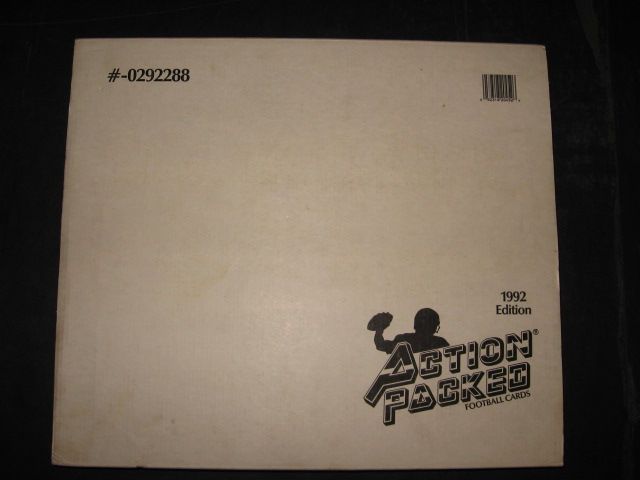 #-0292288
1992
Edition
ACTION®
PACKED
FOOTBALL CARDS